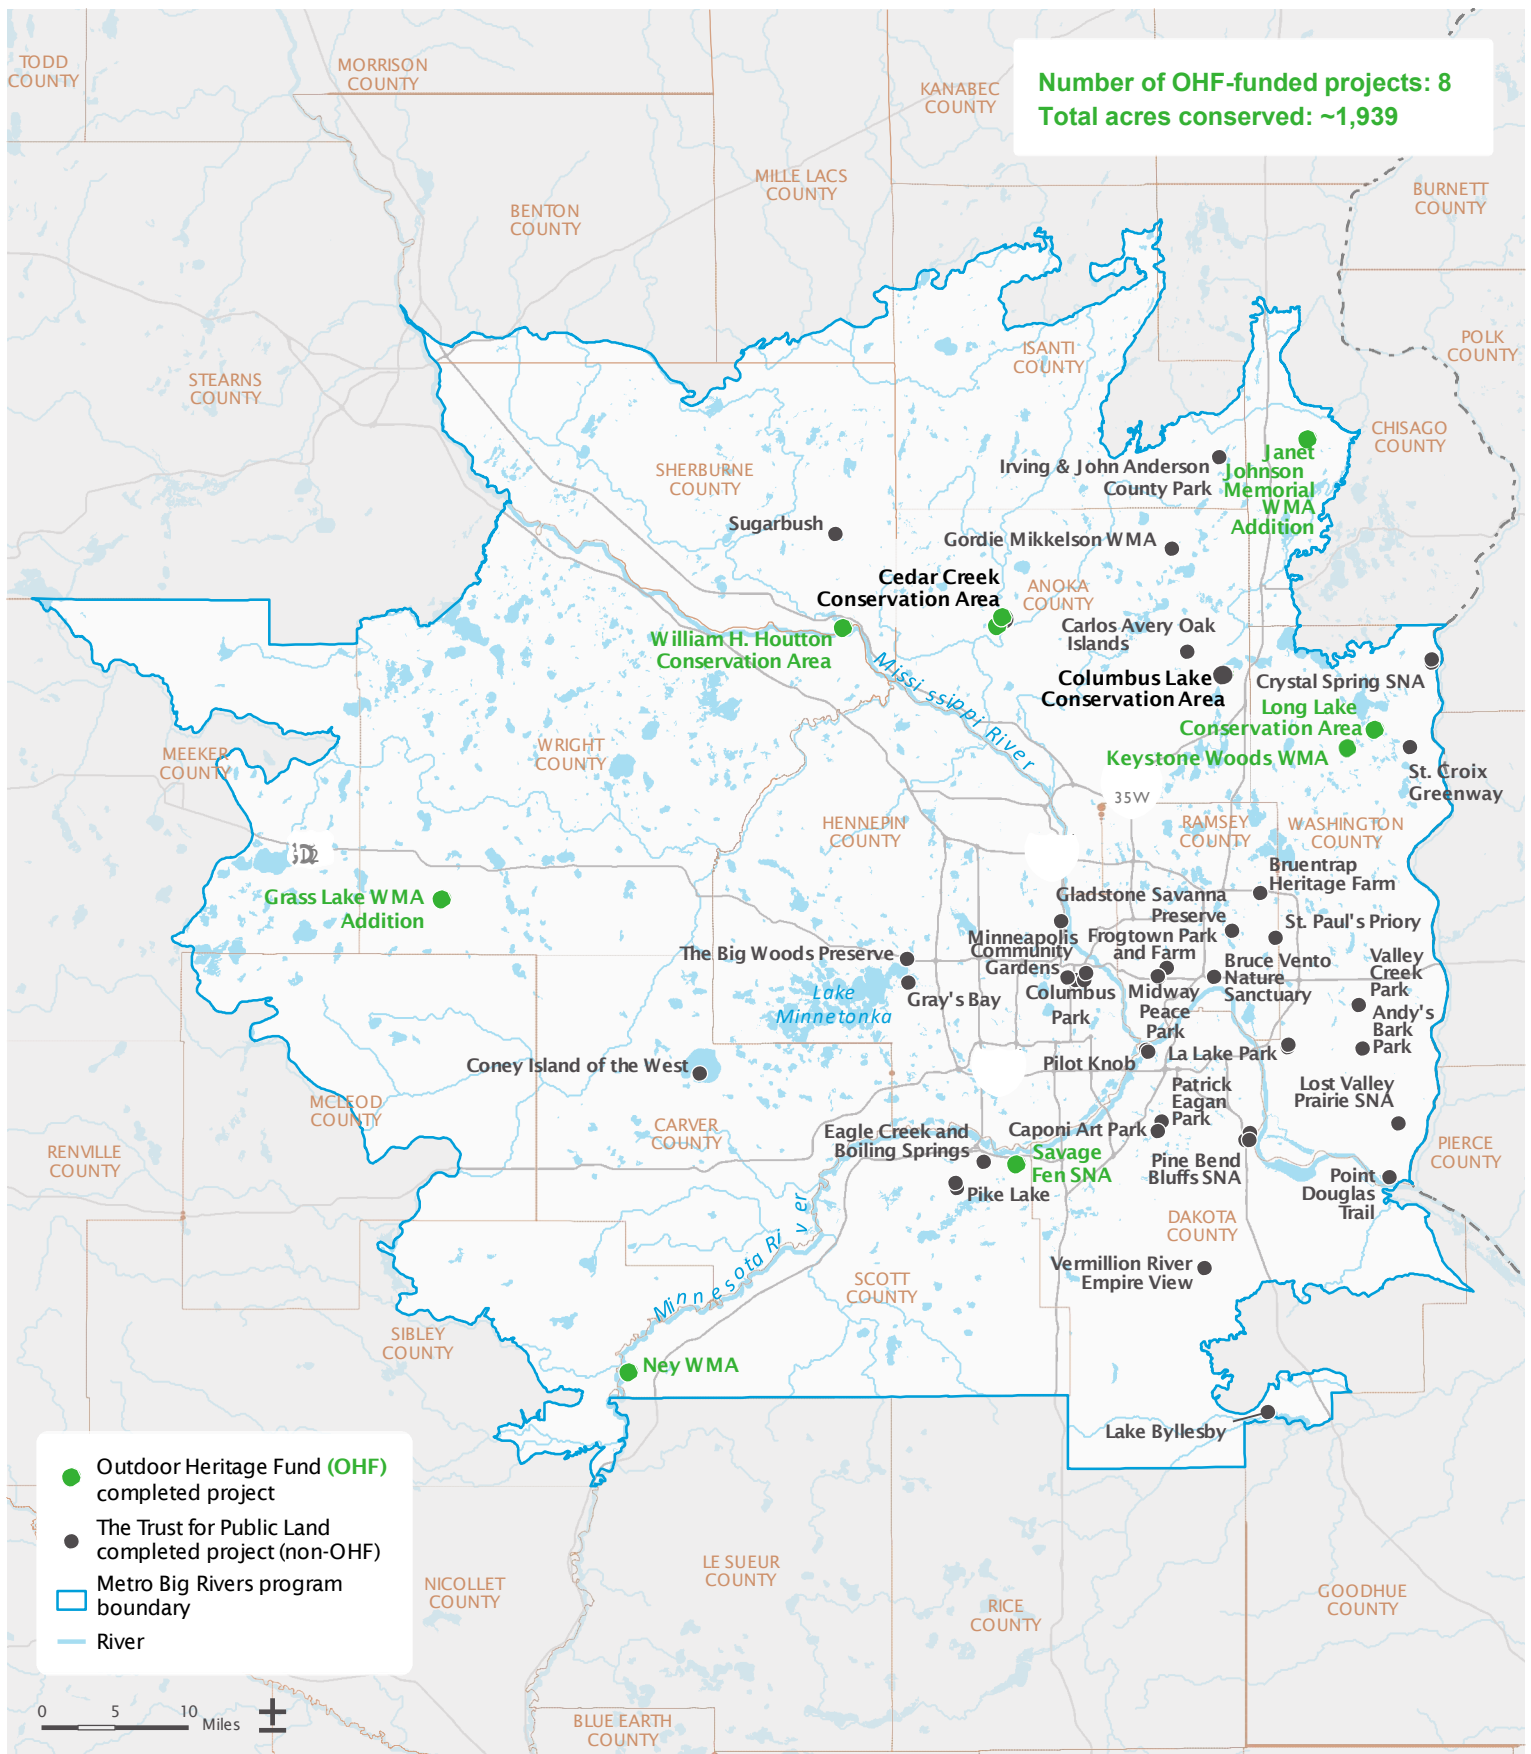 TODD
COUNTY
MORRISON
COUNTY
KANABEC
COUNTY
Number of OHF-funded projects: 8
Total acres conserved: ~1,939
MILLE LACS
COUNTY
BENTON
COUNTY
BURNETT
COUNTY
ISANTI
COUNTY
POLK
COUNTY
STEARNS
COUNTY
CHISAGO
COUNTY
SHERBURNE
COUNTY
Irving & John Anderson
County Park
Janet
Johnson
Memorial
WMA
Addition
Sugarbush
Gordie Mikkelson WMA
Cedar Creek
Conservation Area
ANOKA
COUNTY
Carlos Avery Oak
Islands
William H. Houtton
Conservation Area
Mississippi River
Columbus Lake
Conservation Area
Crystal Spring SNA
Long Lake
Conservation Area
Keystone Woods WMA
St. Croix
Greenway
MEEKER
COUNTY
WRIGHT
COUNTY
35W
HENNEPIN
COUNTY
RAMSEY
COUNTY
WASHINGTON
COUNTY
Bruentrap
Heritage Farm
Grass Lake WMA
Addition
Gladstone Savanna
Preserve
St. Paul's Priory
Minneapolis
Community
Gardens
Frogtown Park
and Farm
The Big Woods Preserve
Bruce Vento
Nature
Sanctuary
Valley
Creek
Park
Lake
Minnetonka
Gray's Bay
Columbus
Park
Midway
Peace
Park
Andy's
Bark
Park
Pilot Knob
La Lake Park
Coney Island of the West
Patrick
Eagan
Park
Lost Valley
Prairie SNA
MCLEOD
COUNTY
CARVER
COUNTY
Eagle Creek and
Boiling Springs
Caponi Art Park
RENVILLE
COUNTY
PIERCE
COUNTY
Savage
Fen SNA
Pine Bend
Bluffs SNA
Point
Douglas
Trail
Pike Lake
DAKOTA
COUNTY
Minnesota River
Vermillion River
Empire View
SCOTT
COUNTY
SIBLEY
COUNTY
Ney WMA
Lake Byllesby
Outdoor Heritage Fund (OHF)
completed project
The Trust for Public Land
completed project (non-OHF)
Metro Big Rivers program
boundary
River
LE SUEUR
COUNTY
NICOLLET
COUNTY
RICE
COUNTY
GOODHUE
COUNTY
0 5 10 Miles
BLUE EARTH
COUNTY